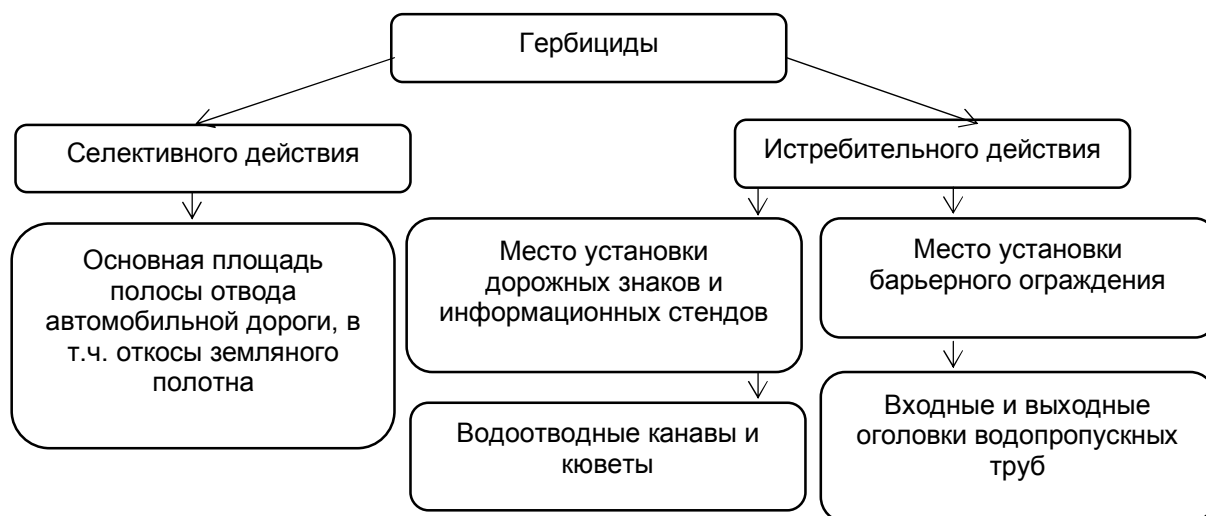 Гербициды
Селективного действия
Истребительного действия
Основная площадь
полосы отвода
автомобильной дороги, в
т.ч. откосы земляного
полотна
Место установки
дорожных знаков и
информационных стендов
Место установки
барьерного ограждения
Водоотводные канавы и
кюветы
Входные и выходные
оголовки водопропускных
труб